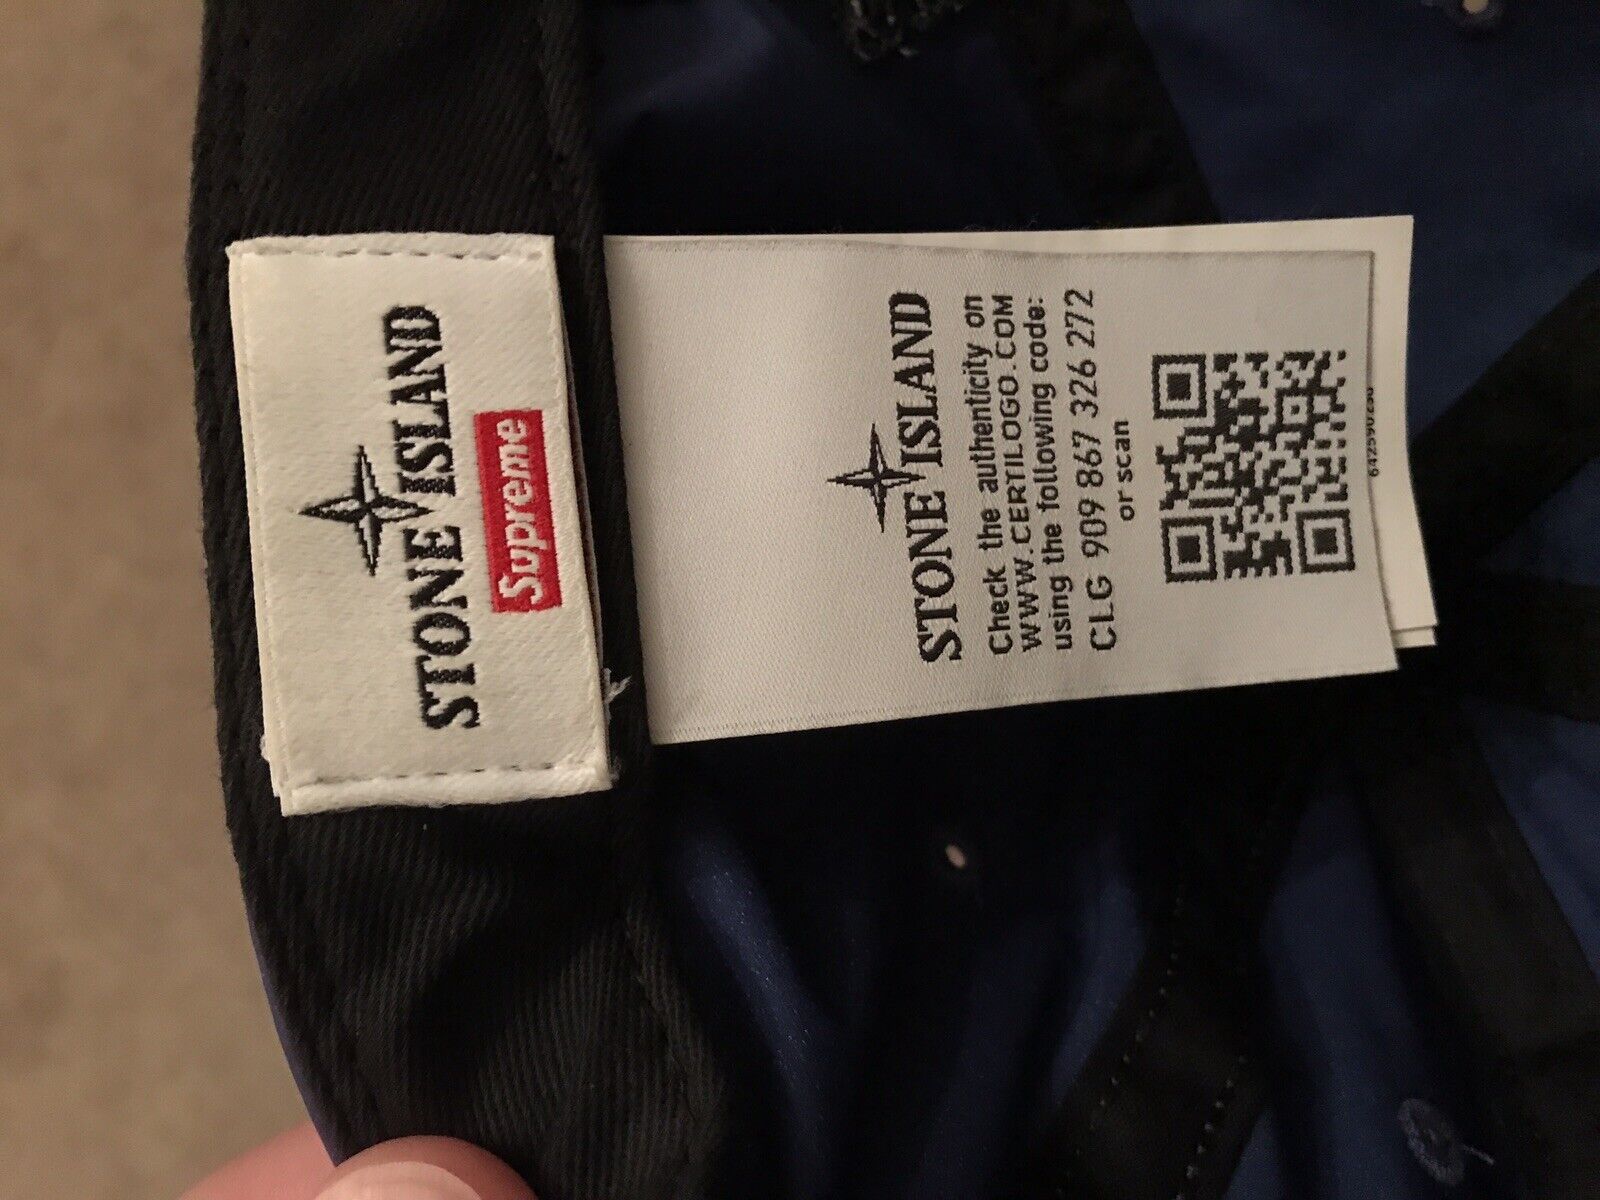 STONE ISLAND
Supreme
STONE ISLAND
Check the authenticity on
WWW.CERTILOGO.COM
using the following code:
CLG 909 867 326 272
or scan